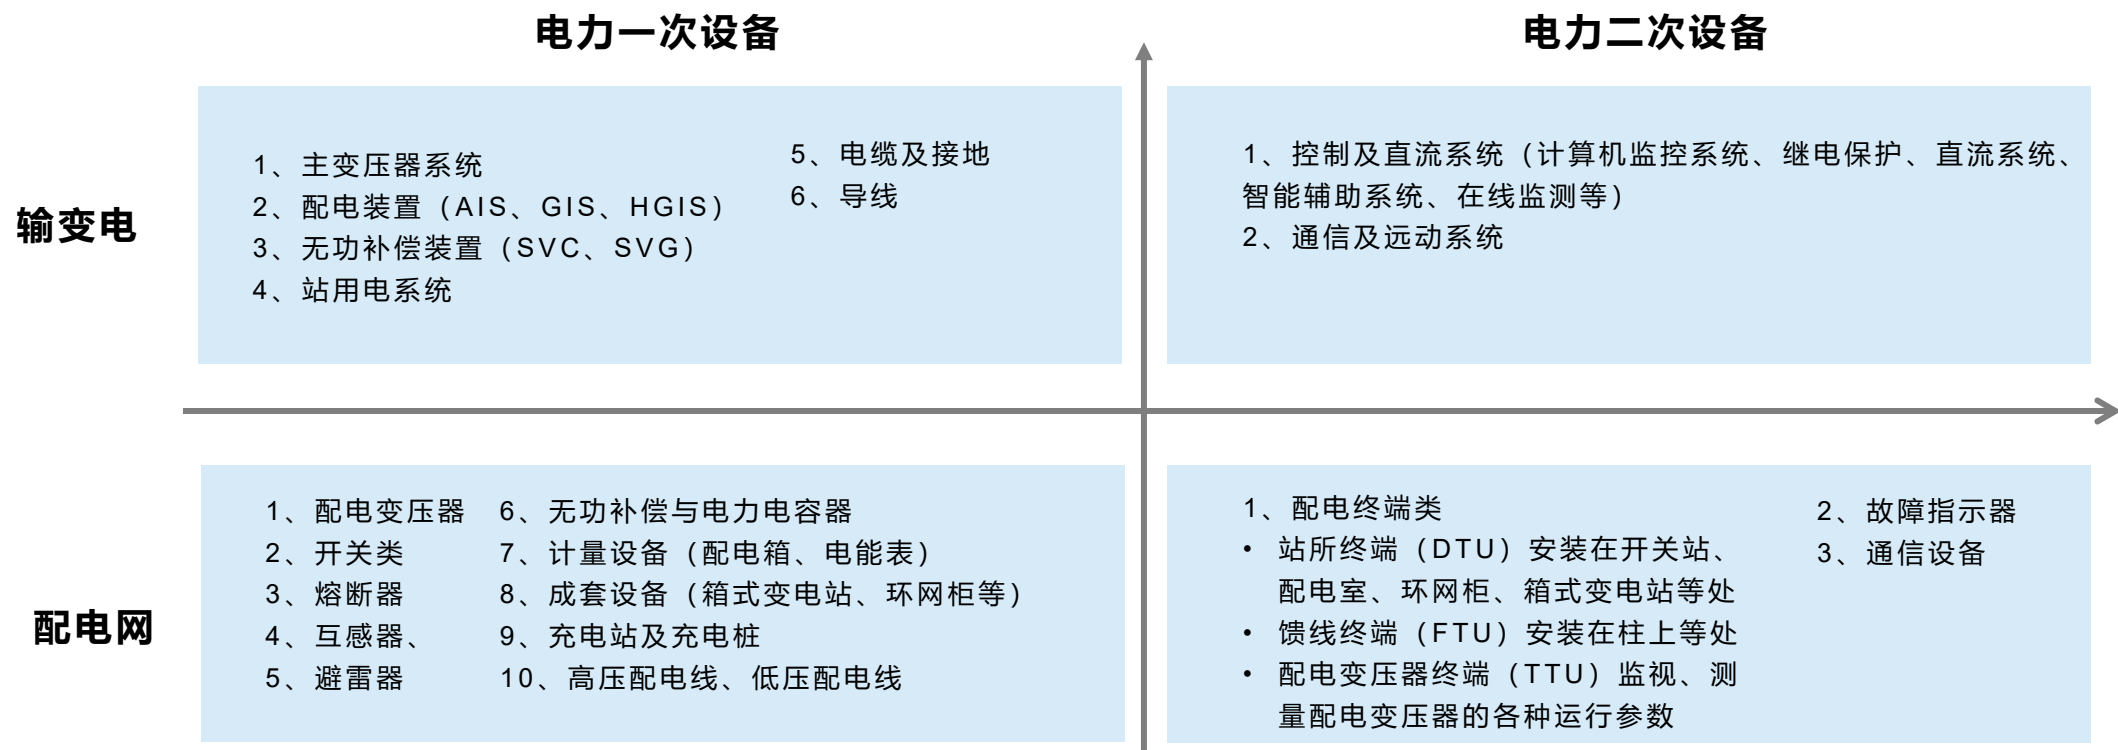 电力一次设备
电力二次设备
输变电
1、主变压器系统
2、配电装置（AIS、GIS、HGIS）
3、无功补偿装置（SVC、SVG）
4、站用电系统
5、电缆及接地
6、导线
1、控制及直流系统（计算机监控系统、继电保护、直流系统、
智能辅助系统、在线监测等）
2、通信及远动系统
配电网
1、配电变压器
2、开关类
3、熔断器
4、互感器、
5、避雷器
6、无功补偿与电力电容器
7、计量设备（配电箱、电能表）
8、成套设备（箱式变电站、环网柜等）
9、充电站及充电桩
10、高压配电线、低压配电线
1、配电终端类
• 站所终端（DTU）安装在开关站、
配电室、环网柜、箱式变电站等处
• 馈线终端（FTU）安装在柱上等处
• 配电变压器终端（TTU）监视、测
量配电变压器的各种运行参数
2、故障指示器
3、通信设备